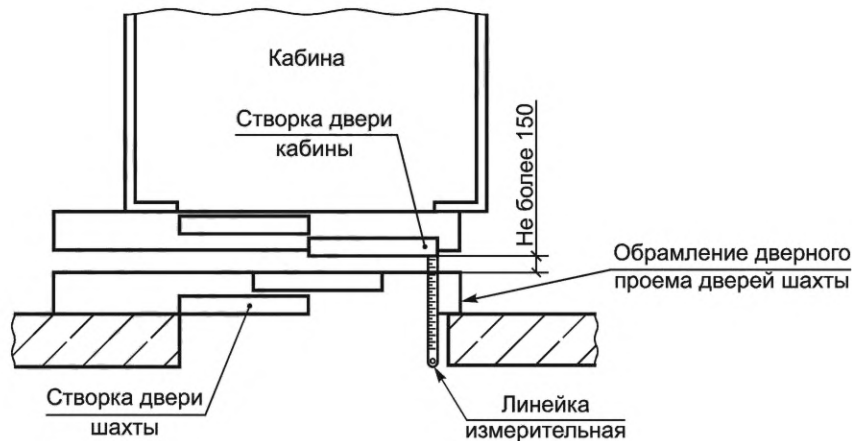 Кабина
Створка двери
кабины
Не более 150
Обрамление дверного
проема дверей шахты
Створка двери
шахты
Линейка
измерительная